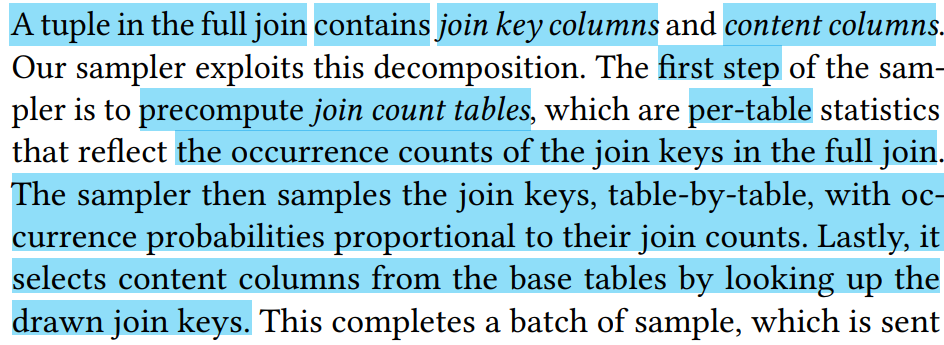 A tuple in the full join contains join key columns and content columns.
Our sampler exploits this decomposition. The first step of the sam-
pler is to precompute join count tables, which are per-table statistics
that reflect the occurrence counts of the join keys in the full join.
The sampler then samples the join keys, table-by-table, with oc-
currence probabilities proportional to their join counts. Lastly, it
selects content columns from the base tables by looking up the
drawn join keys. This completes a batch of sample, which is sent